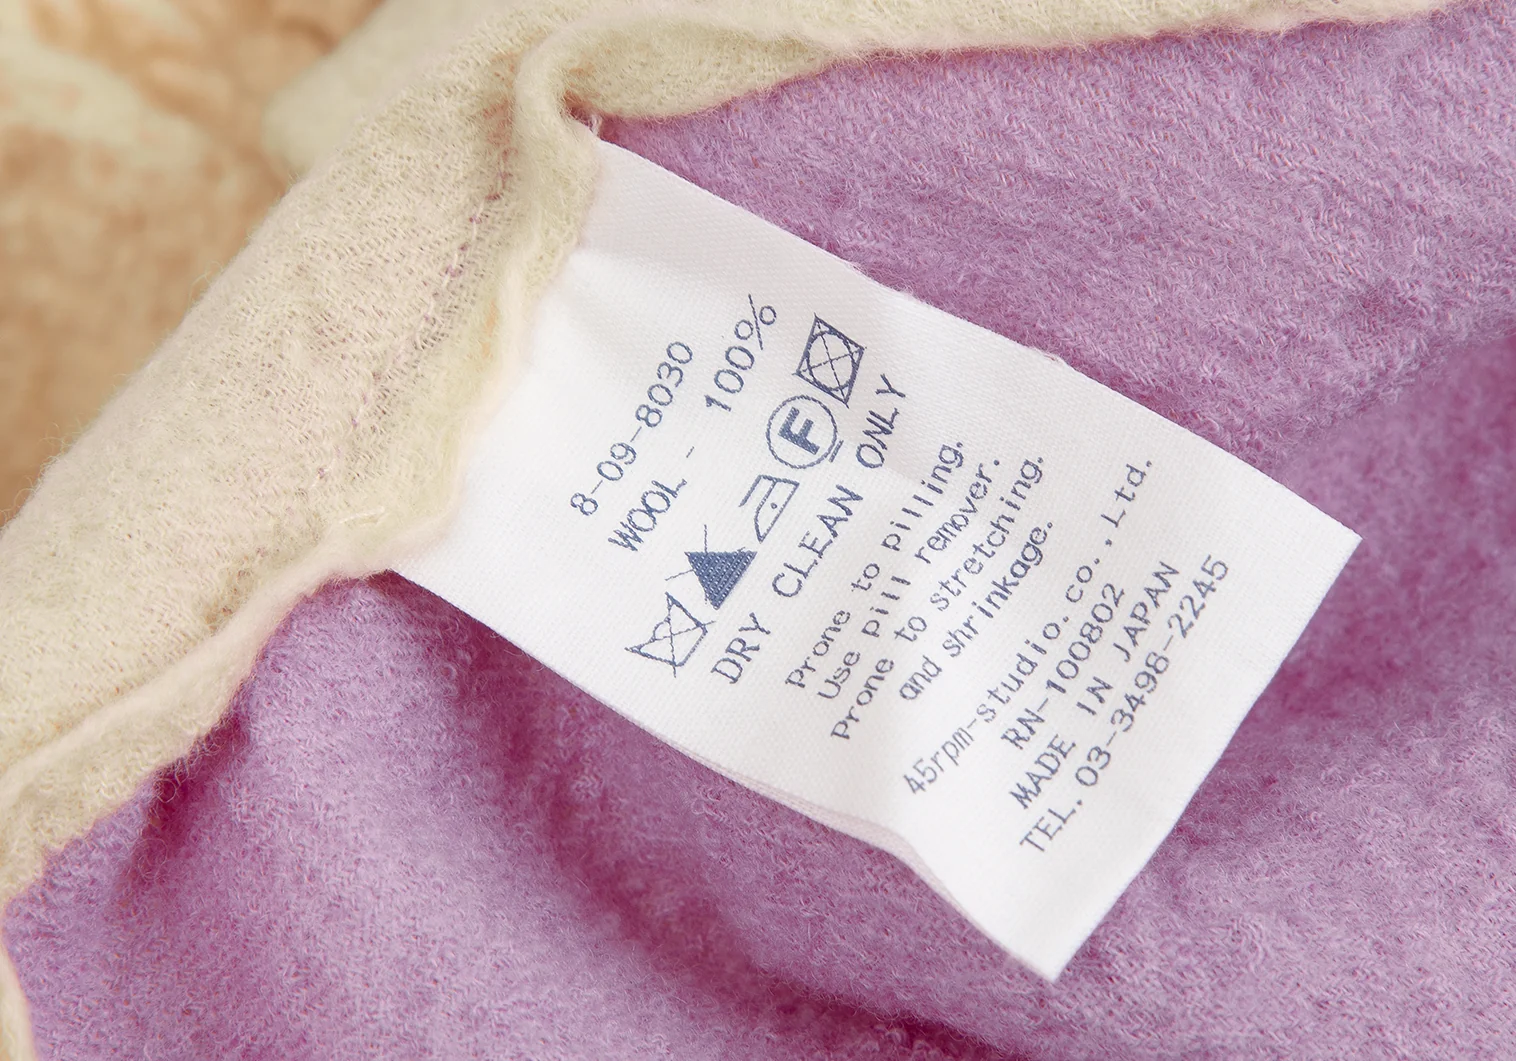 8-09-8030
WOOL - 100%
F
DRY CLEAN ONLY
Prone to pilling.
Use pill remover.
Prone to stretching.
and shrinkage.
45rpm-studio.co.,Ltd.
RN-100802
MADE IN JAPAN
TEL.03-3498-2245